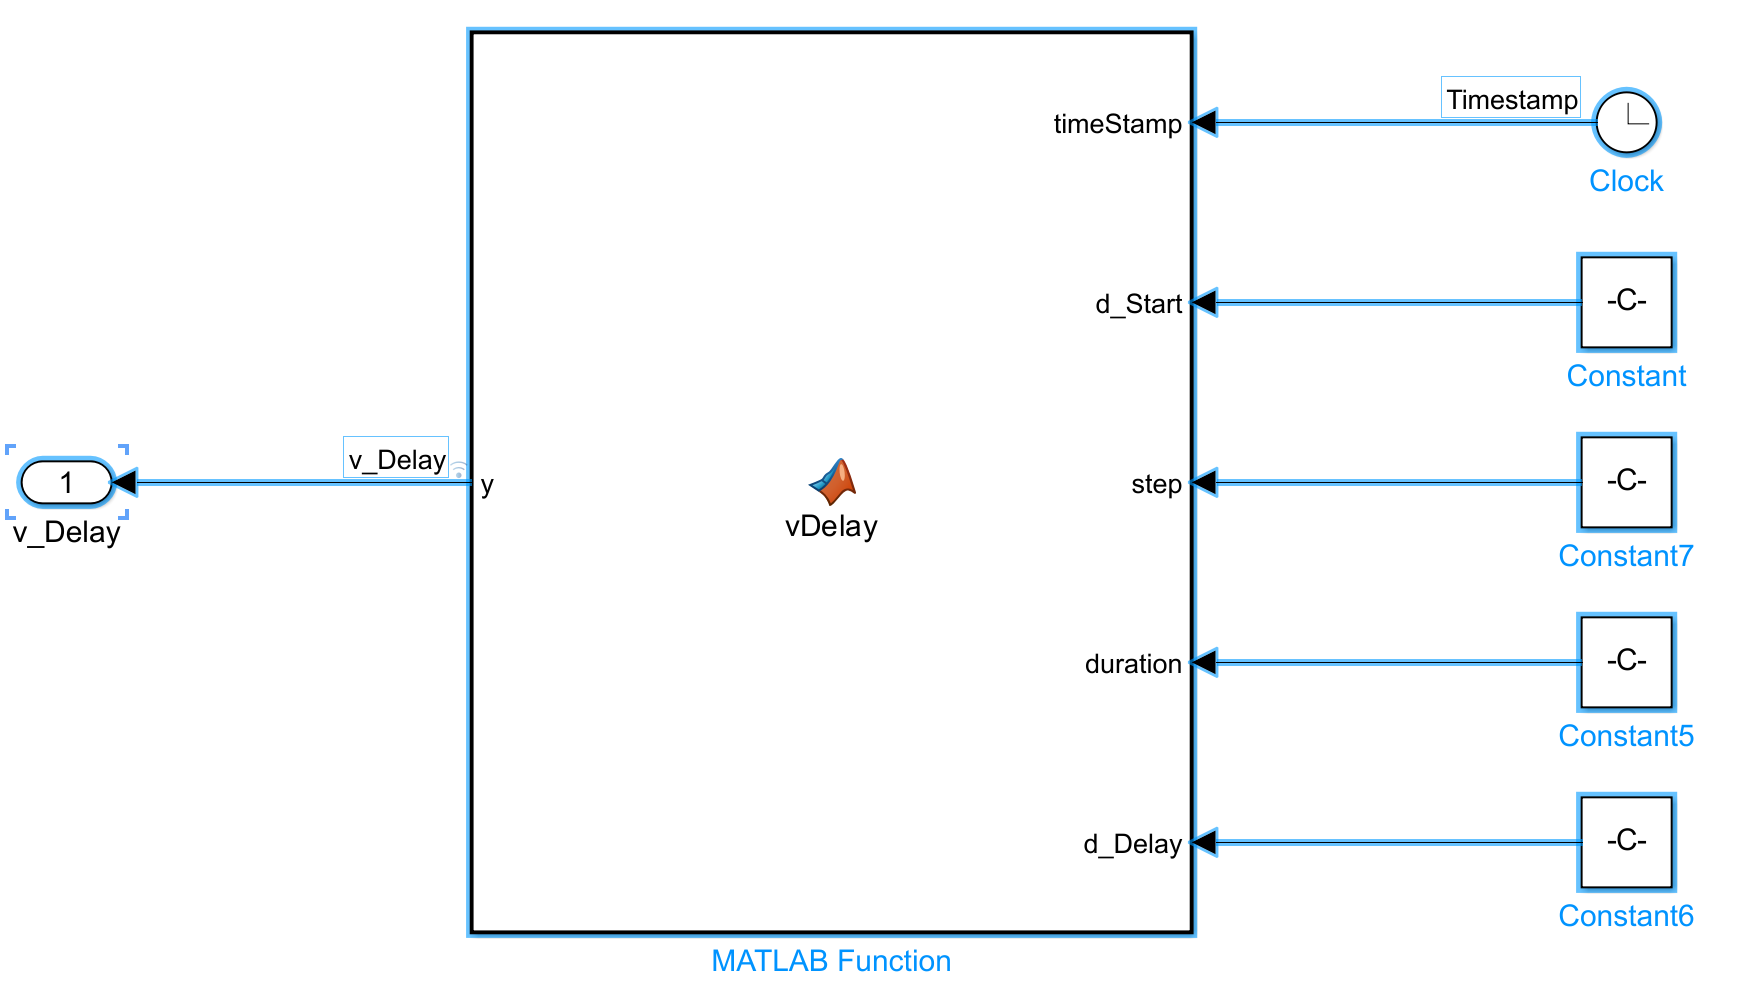 Timestamp
timeStamp
Clock
d_Start
-C-
Constant
v_Delay
1
y
v_Delay
vDelay
step
-C-
Constant7
duration
-C-
Constant5
d_Delay
-C-
Constant6
MATLAB Function